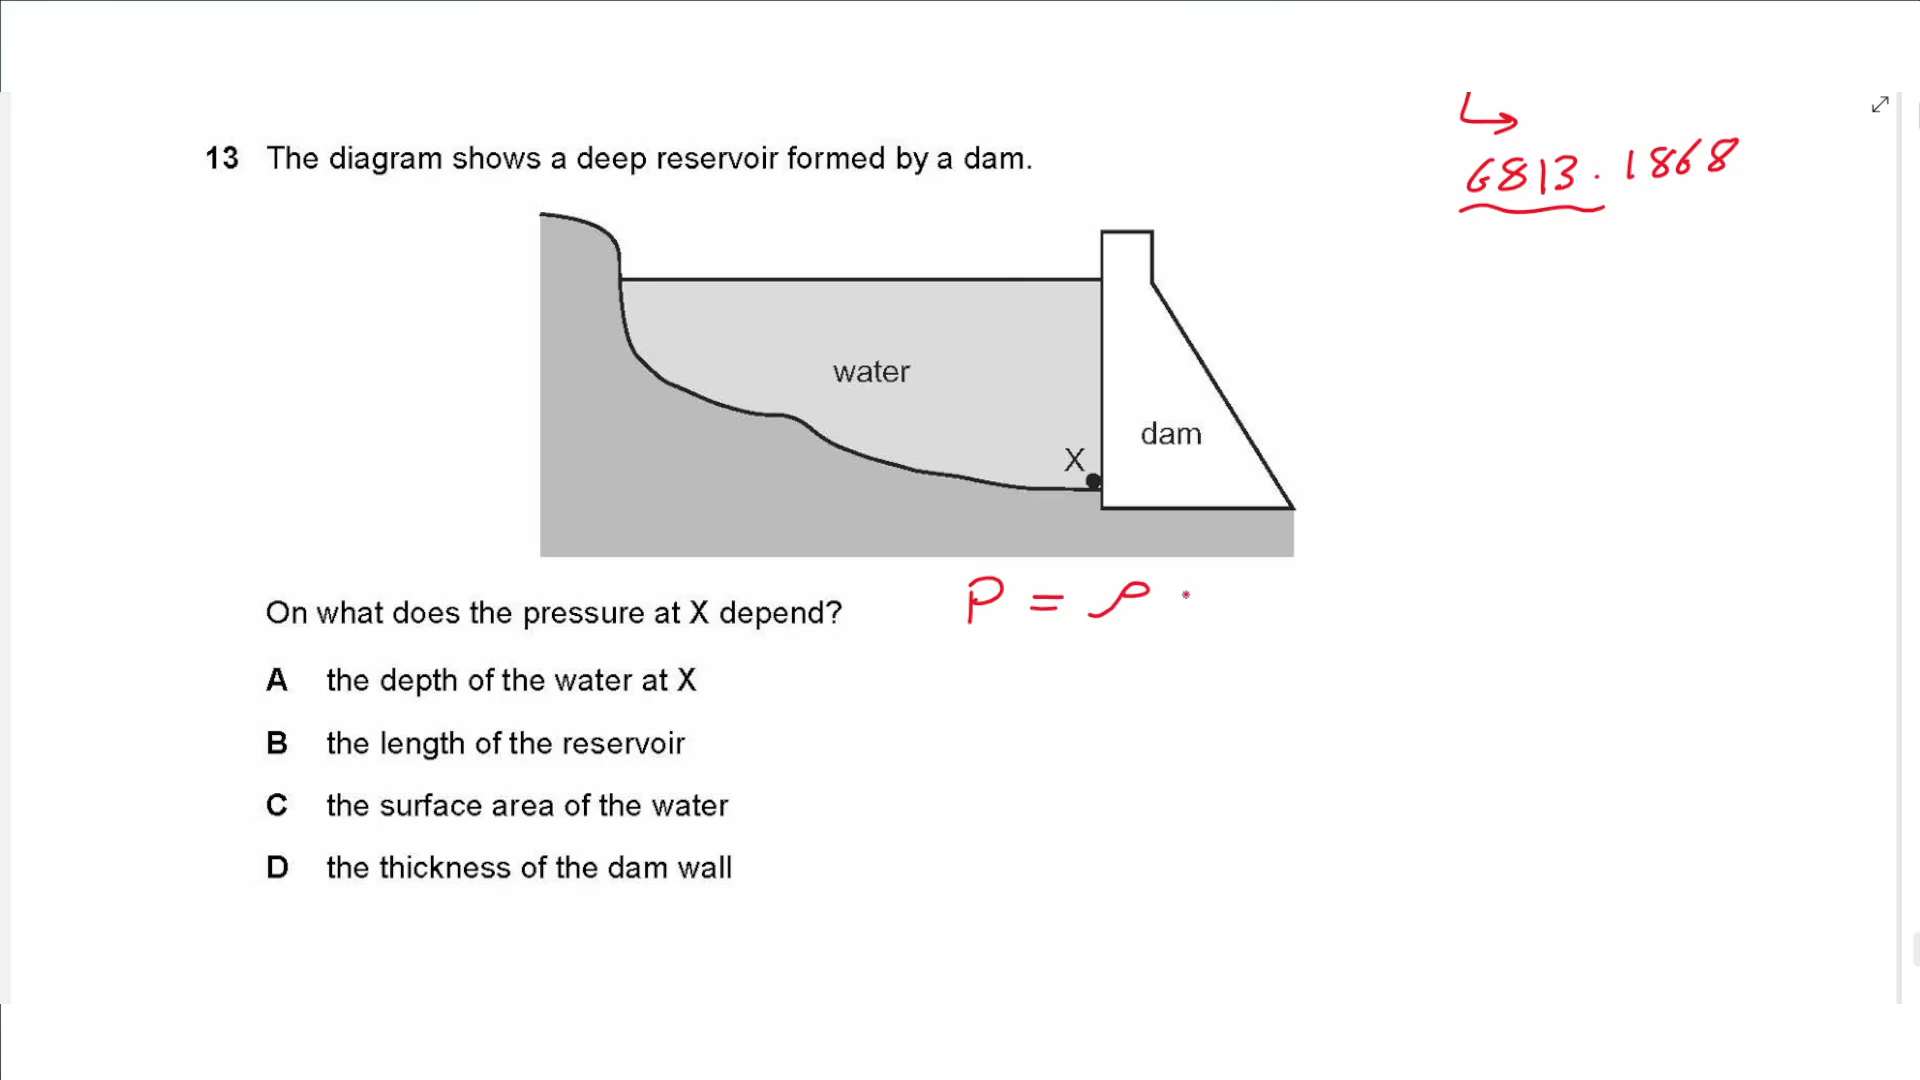 13 The diagram shows a deep reservoir formed by a dam.
6813.1868
water
dam
X
P = ρ ·
On what does the pressure at X depend?
A the depth of the water at X
B the length of the reservoir
C the surface area of the water
D the thickness of the dam wall